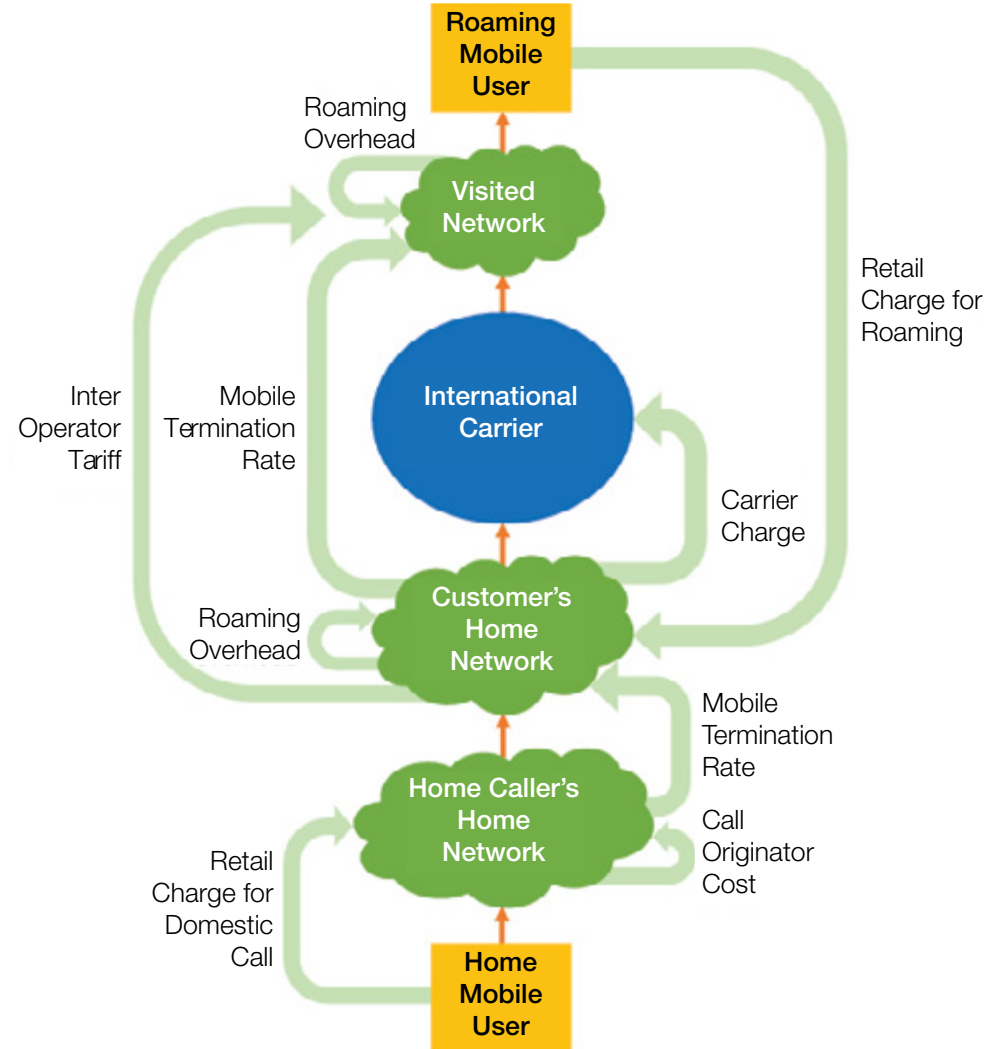 Roaming
Mobile
User
Roaming
Overhead
Visited
Network
Retail
Charge for
Roaming
Inter
Operator
Tariff
Mobile
Termination
Rate
International
Carrier
Carrier
Charge
Customer's
Home
Network
Roaming
Overhead
Mobile
Termination
Rate
Home Caller's
Home
Network
Call
Originator
Cost
Retail
Charge for
Domestic
Call
Home
Mobile
User